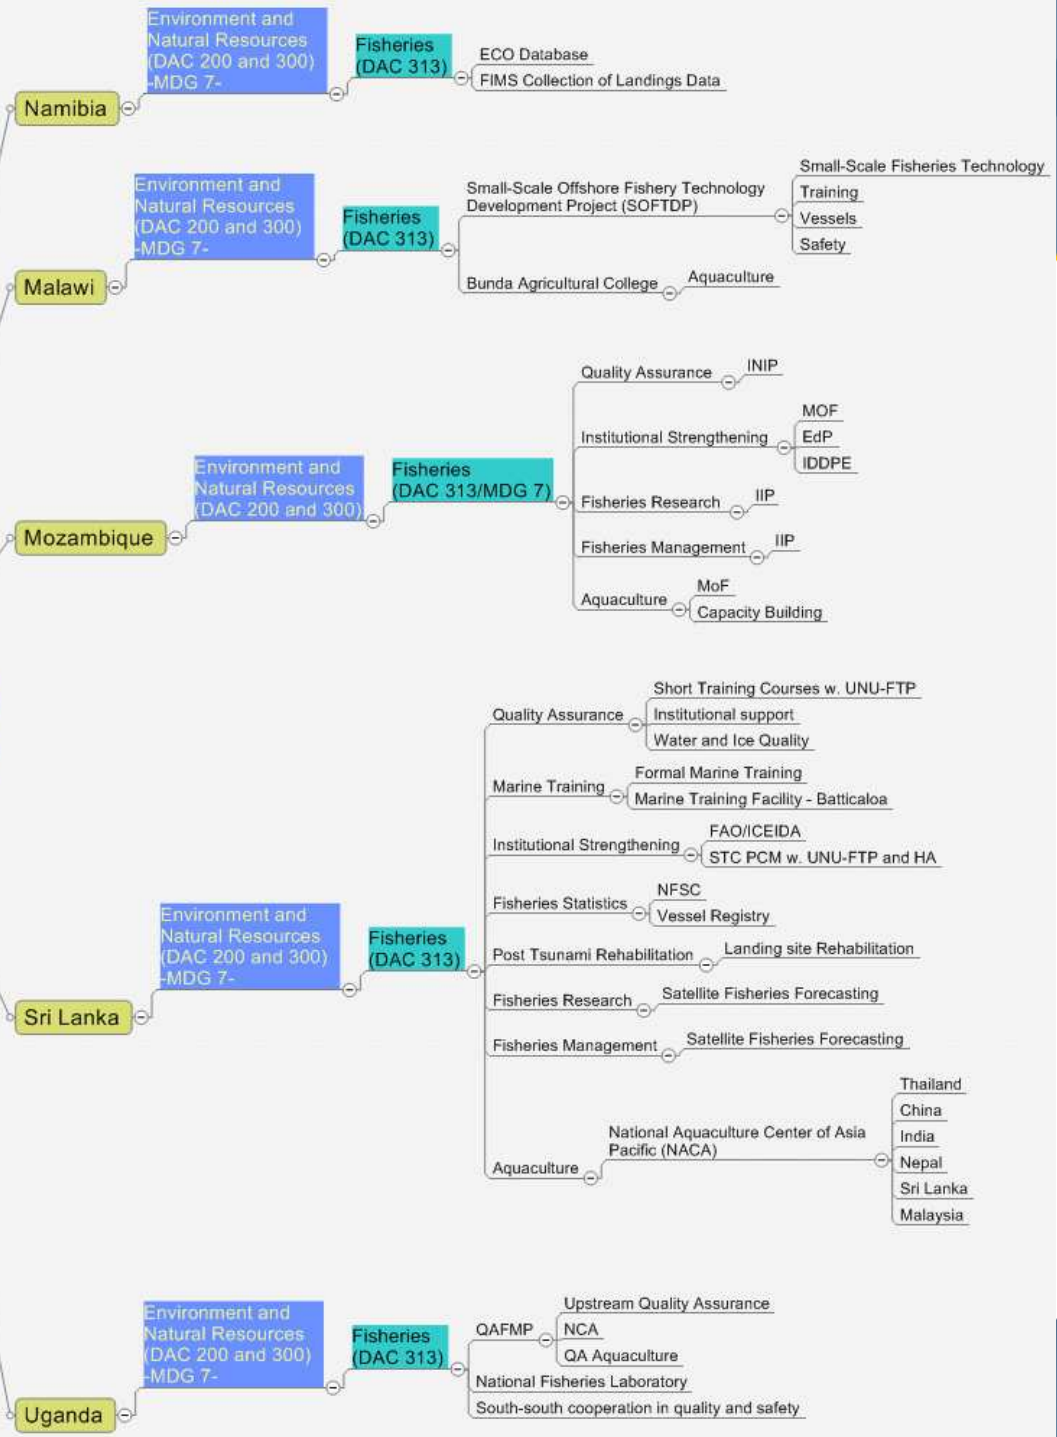 Environment and
Natural Resources
(DAC 200 and 300)
-MDG 7-
Fisheries
(DAC 313)
ECO Database
FIMS Collection of Landings Data
Namibia
Small-Scale Fisheries Technology
Environment and
Natural Resources
(DAC 200 and 300)
-MDG 7-
Fisheries
(DAC 313)
Small-Scale Offshore Fishery Technology
Development Project (SOFTDP)
Training
Vessels
Safety
Malawi
Bunda Agricultural College
Aquaculture
Quality Assurance
INIP
Institutional Strengthening
MOF
EdP
IDDPE
Environment and
Natural Resources
(DAC 200 and 300)
Fisheries
(DAC 313/MDG 7)
Fisheries Research
IIP
Mozambique
Fisheries Management
IIP
Aquaculture
MoF
Capacity Building
Quality Assurance
Short Training Courses w. UNU-FTP
Institutional support
Water and Ice Quality
Marine Training
Formal Marine Training
Marine Training Facility - Batticaloa
Institutional Strengthening
FAO/ICEIDA
STC PCM w. UNU-FTP and HA
Fisheries Statistics
NFSC
Vessel Registry
Environment and
Natural Resources
(DAC 200 and 300)
-MDG 7-
Fisheries
(DAC 313)
Post Tsunami Rehabilitation
Landing site Rehabilitation
Sri Lanka
Fisheries Research
Satellite Fisheries Forecasting
Fisheries Management
Satellite Fisheries Forecasting
Aquaculture
National Aquaculture Center of Asia
Pacific (NACA)
Thailand
China
India
Nepal
Sri Lanka
Malaysia
Environment and
Natural Resources
(DAC 200 and 300)
-MDG 7-
Fisheries
(DAC 313)
QAFMP
Upstream Quality Assurance
NCA
QA Aquaculture
National Fisheries Laboratory
South-south cooperation in quality and safety
Uganda